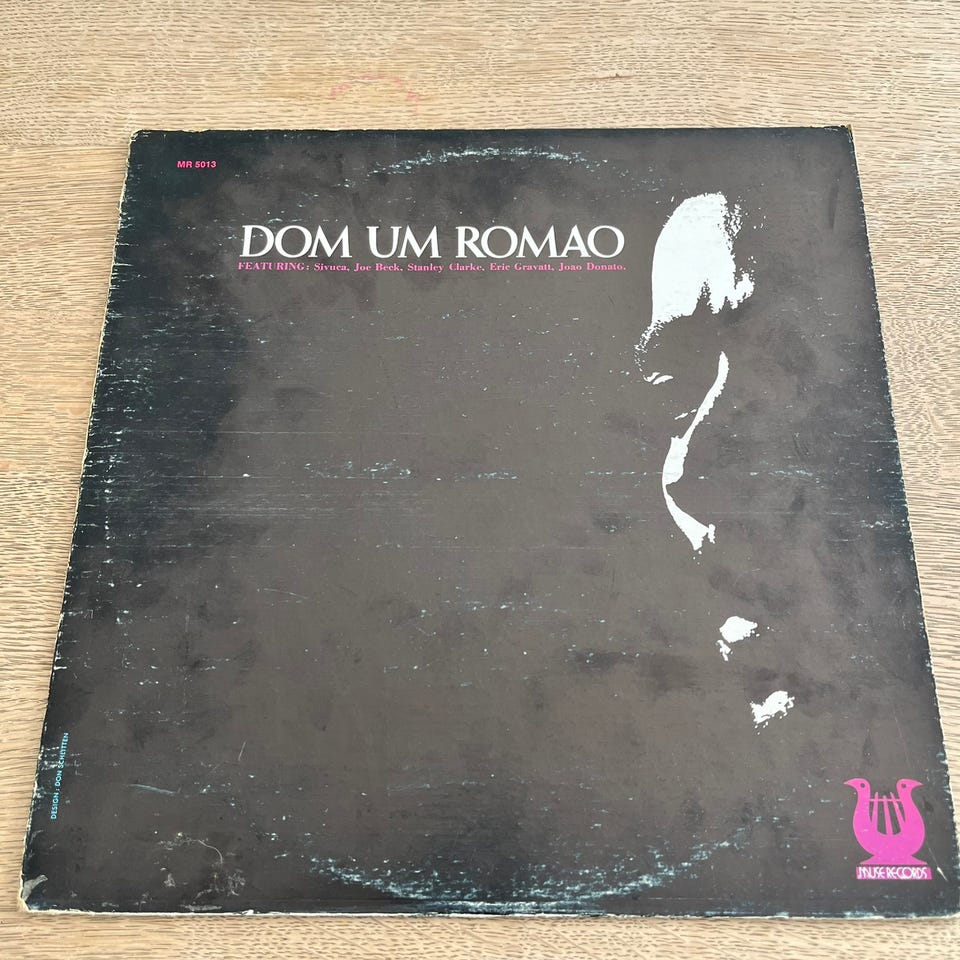 MR 5013
DOM UM ROMAO
FEATURING: Sivuca, Joe Beck, Stanley Clarke, Eric Gravatt, Joao Donato.
DESIGN: DON SCHLITTEN
MUSE RECORDS